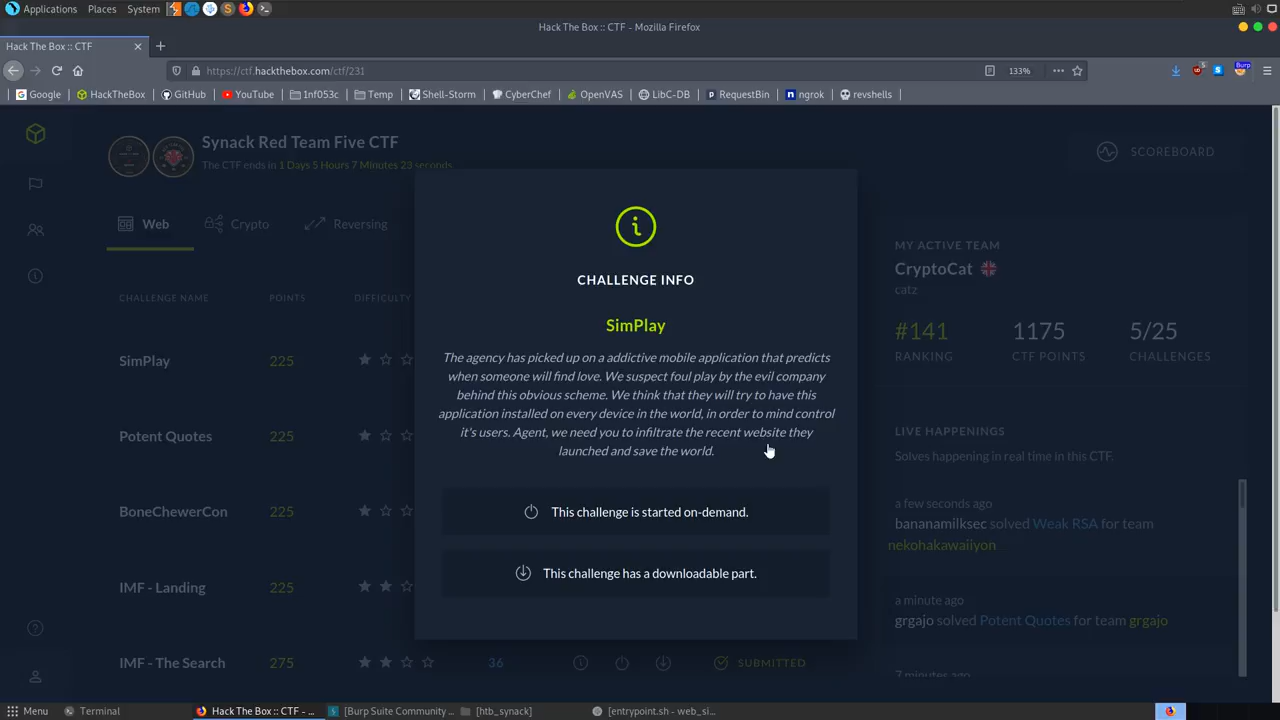 Applications Places System
Hack The Box :: CTF - Mozilla Firefox
Hack The Box :: CTF
https://ctf.hackthebox.com/ctf/231
133%
Burp
Google HackTheBox GitHub YouTube 1nf053c Temp Shell-Storm CyberChef OpenVAS LibC-DB RequestBin ngrok revshells
Synack Red Team Five CTF
The CTF ends in 1 Days 5 Hours 7 Minutes 23 seconds.
SCOREBOARD
Web Crypto Reversing
CHALLENGE NAME POINTS DIFFICULTY
SimPlay 225
Potent Quotes 225
BoneChewerCon 225
IMF - Landing 225
IMF - The Search 275 36 SUBMITTED
CHALLENGE INFO
SimPlay
The agency has picked up on a addictive mobile application that predicts
when someone will find love. We suspect foul play by the evil company
behind this obvious scheme. We think that they will try to have this
application installed on every device in the world, in order to mind control
it's users. Agent, we need you to infiltrate the recent website they
launched and save the world.
This challenge is started on-demand.
This challenge has a downloadable part.
MY ACTIVE TEAM
CryptoCat
catz
#141 1175 5/25
RANKING CTF POINTS CHALLENGES
LIVE HAPPENINGS
Solves happening in real time in this CTF.
a few seconds ago
bananamilksec solved Weak RSA for team
nekohakawaiiyon
a minute ago
grgajo solved Potent Quotes for team grgajo
7 minutes ago
Menu Terminal Hack The Box :: CTF - ... [Burp Suite Community ... [htb_synack] [entrypoint.sh - web_si...